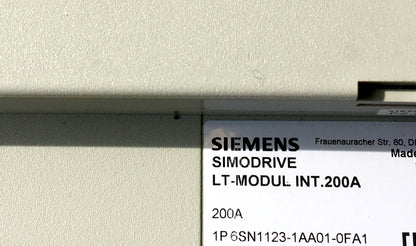 SIEMENS Frauenauracher Str. 80, D
Made
SIMODRIVE
LT-MODUL INT.200A
200A
1P 6SN1123-1AA01-0FA1